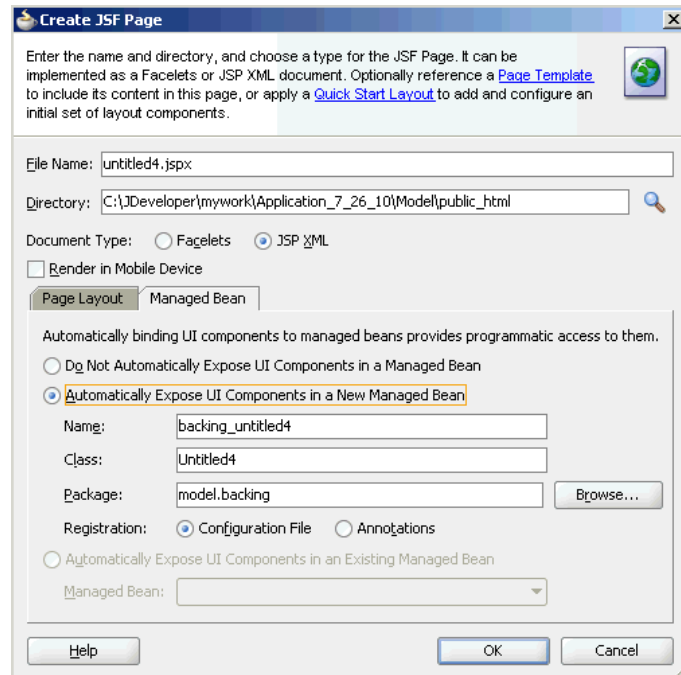 Create JSF Page
Enter the name and directory, and choose a type for the JSF Page. It can be
implemented as a Facelets or JSP XML document. Optionally reference a Page Template
to include its content in this page, or apply a Quick Start Layout to add and configure an
initial set of layout components.
File Name: untitled4.jspx
Directory: C:\JDeveloper\mywork\Application_7_26_10\Model\public_html
Document Type: Facelets JSP XML
Render in Mobile Device
Page Layout Managed Bean
Automatically binding UI components to managed beans provides programmatic access to them.
Do Not Automatically Expose UI Components in a Managed Bean
Automatically Expose UI Components in a New Managed Bean
Name: backing_untitled4
Class: Untitled4
Package: model.backing Browse...
Registration: Configuration File Annotations
Automatically Expose UI Components in an Existing Managed Bean
Managed Bean:
Help OK Cancel